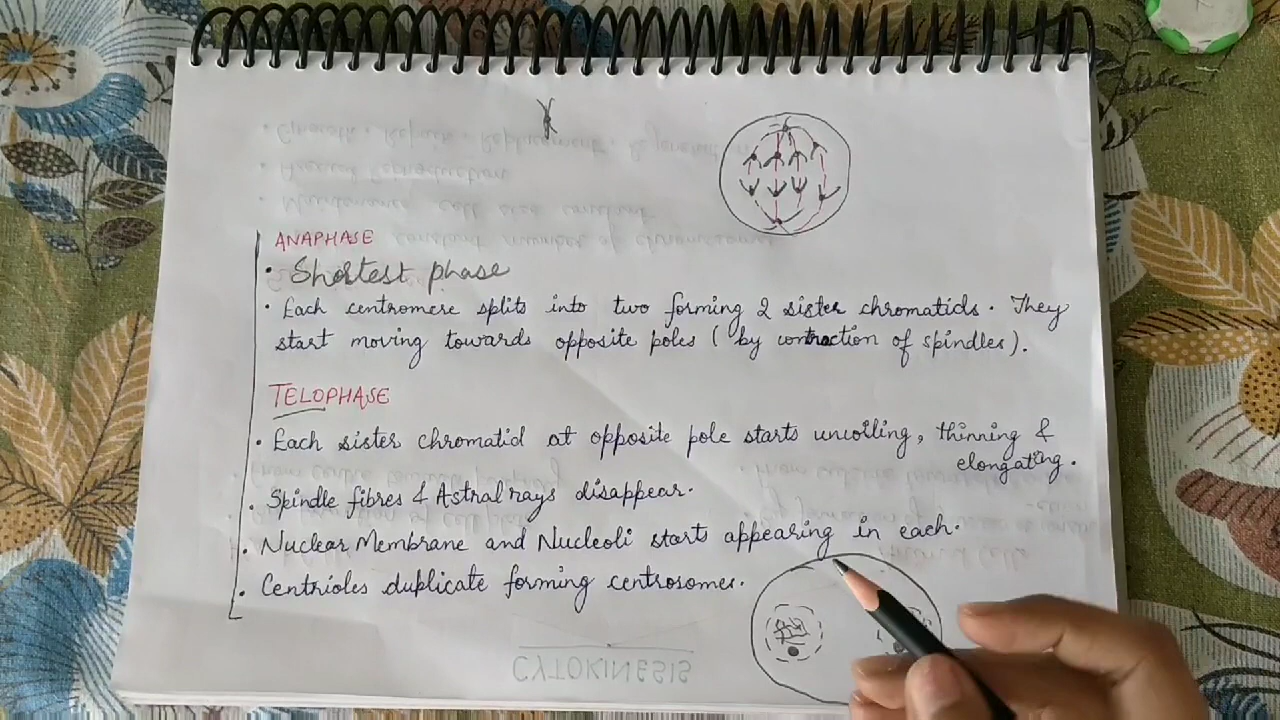 ANAPHASE
• Shortest phase
• Each centromere splits into two forming 2 sister chromatids. They
start moving towards opposite poles ( by contraction of spindles).
TELOPHASE
• Each sister chromatid at opposite pole starts uncoiling, thinning &
elongating.
• Spindle fibres & Astral rays disappear.
• Nuclear Membrane and Nucleoli starts appearing in each.
• Centrioles duplicate forming centrosomes.
CYTOKINESIS